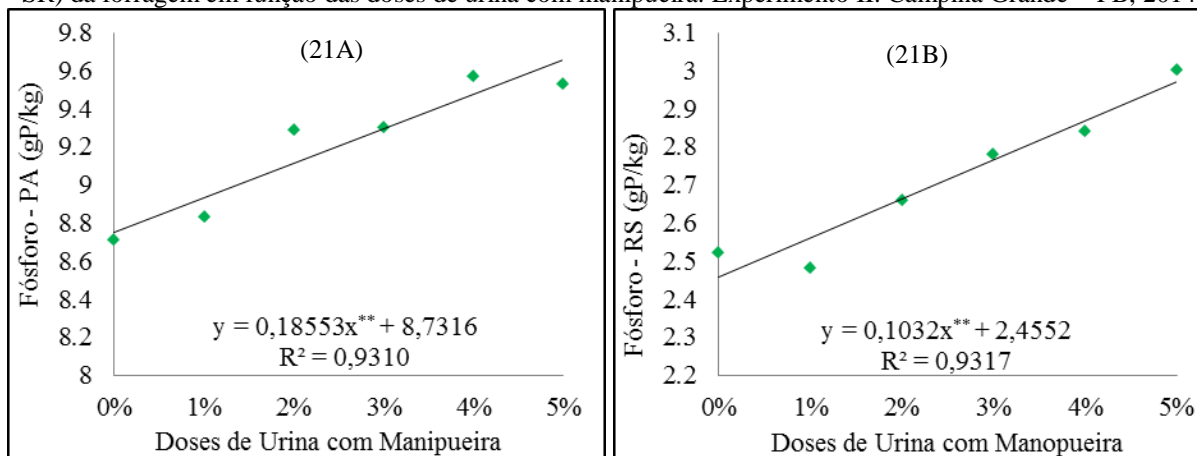 SR) da forragem em função das doses de urina com manipueira. Experimento II. Campina Grande – PB, 2014
(21A)
Fósforo - PA (gP/kg)
9.8
9.6
9.4
9.2
9
8.8
8.6
8.4
8.2
8
y = 0,18553x** + 8,7316
R² = 0,9310
0% 1% 2% 3% 4% 5%
Doses de Urina com Manipueira
(21B)
Fósforo - RS (gP/kg)
3.1
3
2.9
2.8
2.7
2.6
2.5
2.4
2.3
2.2
y = 0,1032x** + 2,4552
R² = 0,9317
0% 1% 2% 3% 4% 5%
Doses de Urina com Manopueira